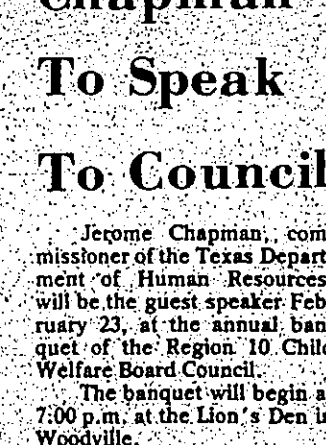 Chapman
To Speak
To Council
Jerome Chapman, com
missioner of the Texas Depart
ment of Human Resources
will be the guest speaker Feb
ruary 23, at the annual ban
quet of the Region 10 Child
Welfare Board Council.
The banquet will begin a
7:00 p.m. at the Lion's Den i
Woodville.